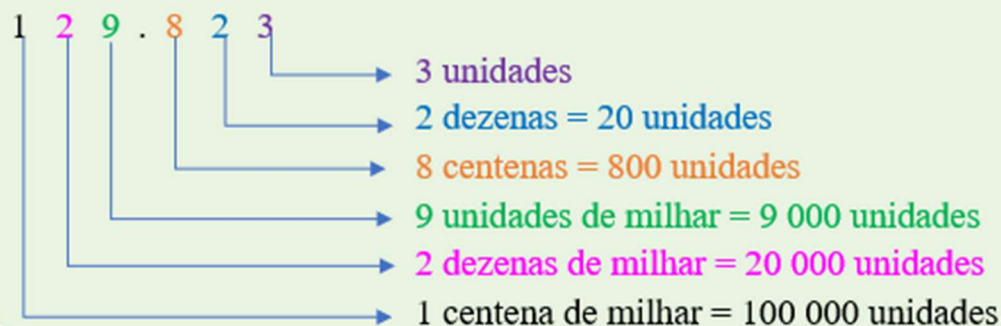 1 2 9 . 8 2 3
3 unidades
2 dezenas = 20 unidades
8 centenas = 800 unidades
9 unidades de milhar = 9 000 unidades
2 dezenas de milhar = 20 000 unidades
1 centena de milhar = 100 000 unidades